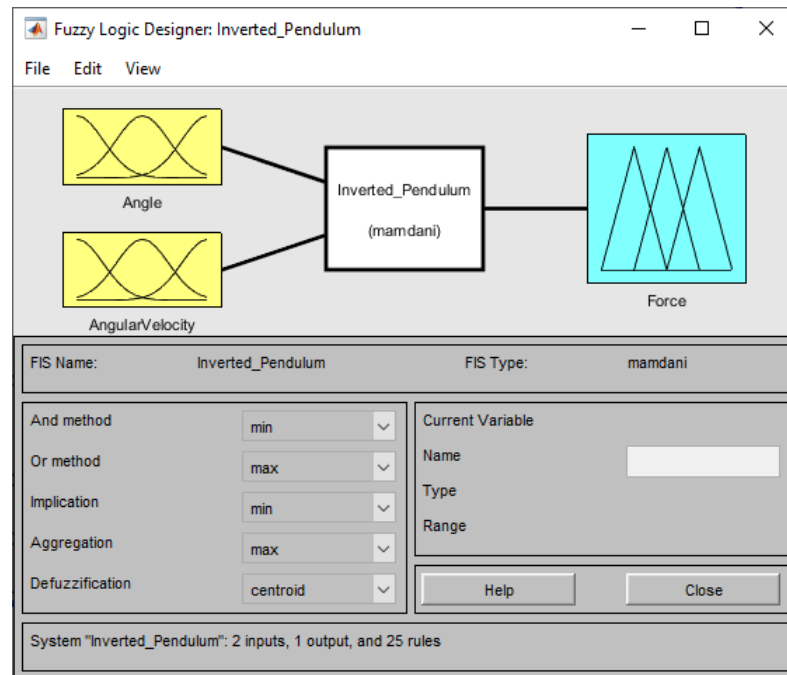 Fuzzy Logic Designer: Inverted_Pendulum
File Edit View
Angle
Inverted_Pendulum
(mamdani)
AngularVelocity
Force
FIS Name: Inverted_Pendulum FIS Type: mamdani
And method min
Or method max
Implication min
Aggregation max
Defuzzification centroid
Current Variable
Name
Type
Range
Help Close
System "Inverted_Pendulum": 2 inputs, 1 output, and 25 rules